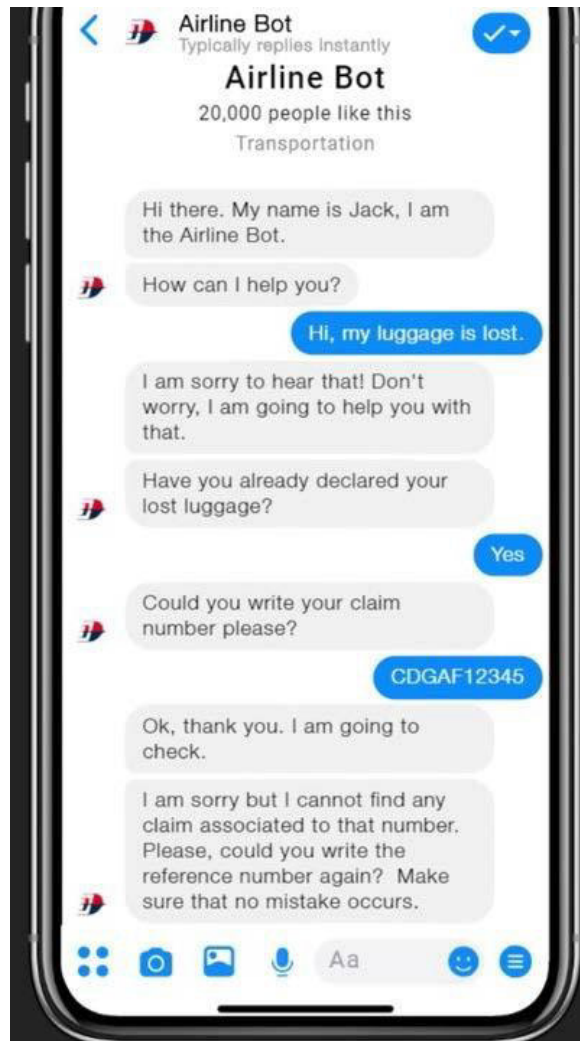 Airline Bot
Typically replies Instantly
Airline Bot
20,000 people like this
Transportation
Hi there. My name is Jack, I am
the Airline Bot.
How can I help you?
Hi, my luggage is lost.
I am sorry to hear that! Don't
worry, I am going to help you with
that.
Have you already declared your
lost luggage?
Yes
Could you write your claim
number please?
CDGAF12345
Ok, thank you. I am going to
check.
I am sorry but I cannot find any
claim associated to that number.
Please, could you write the
reference number again?  Make
sure that no mistake occurs.
Aa